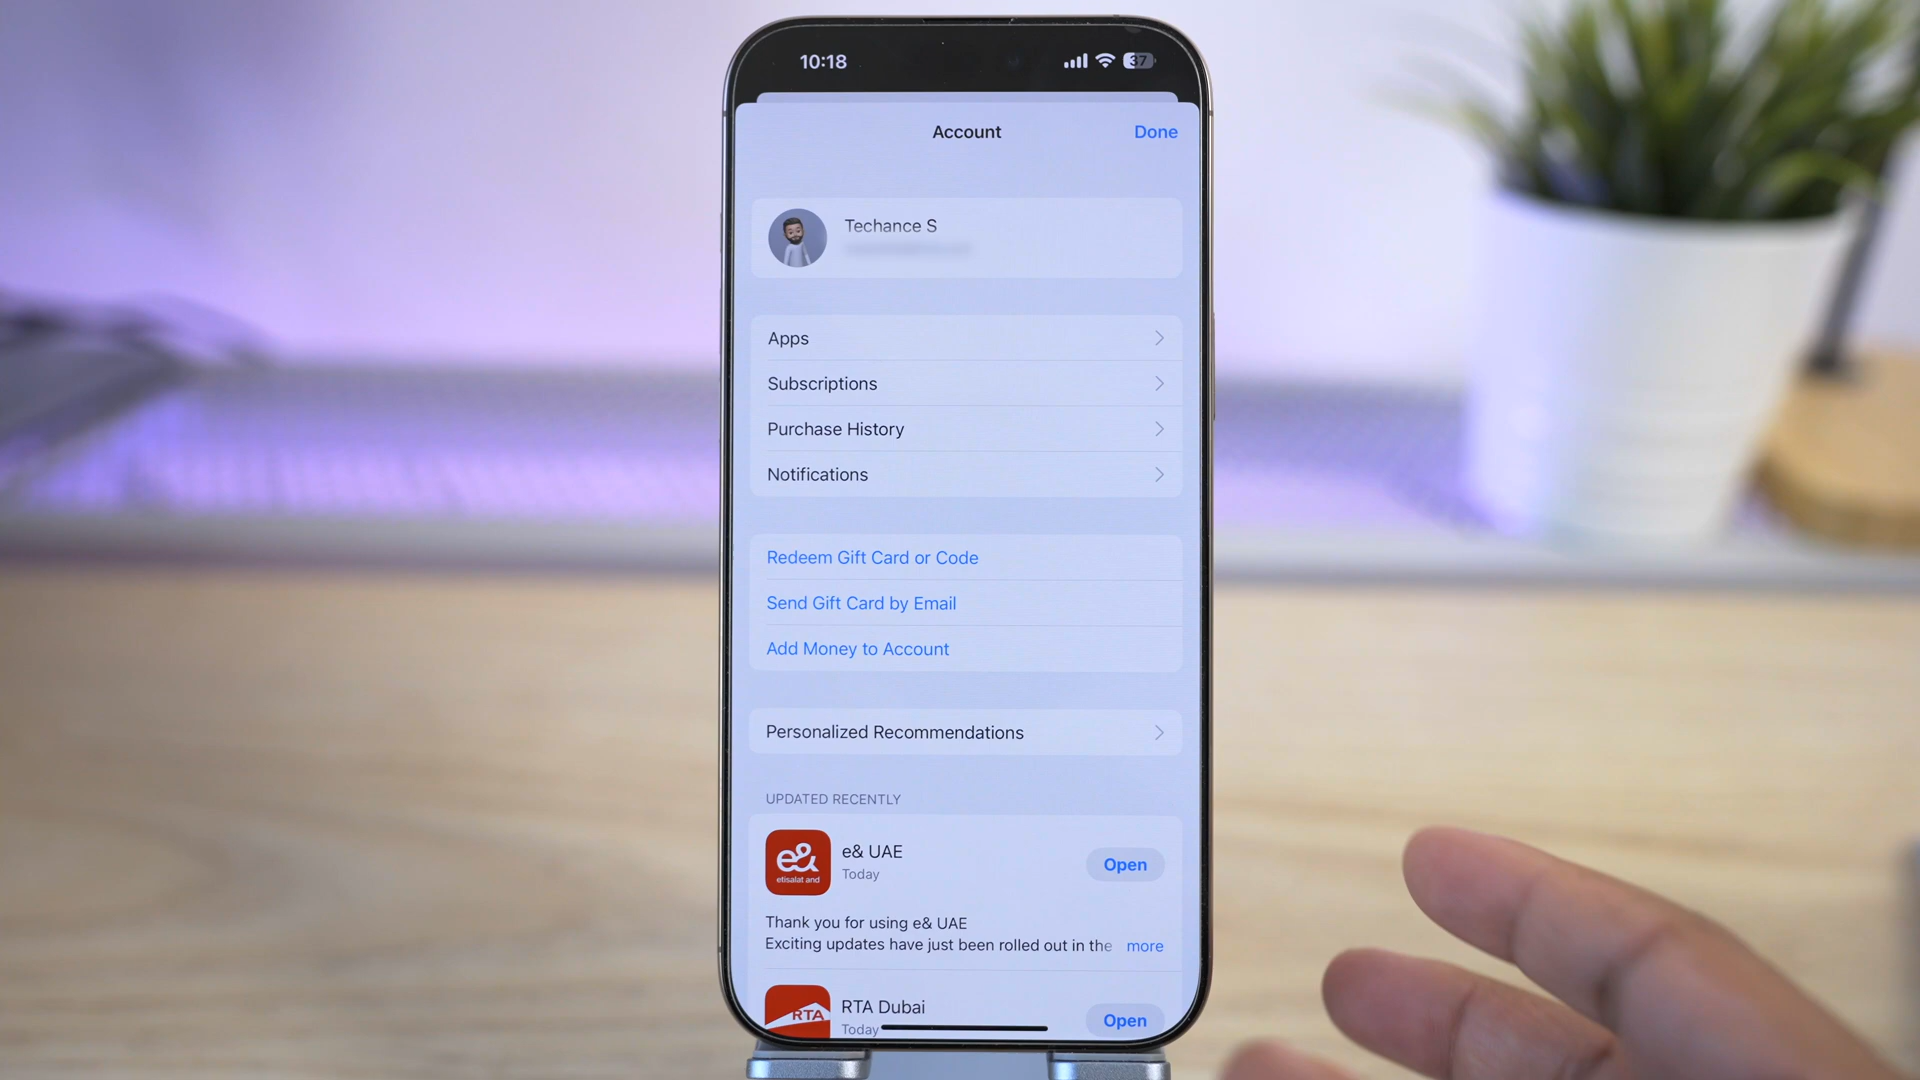 10:18
37
Account
Done
Techance S
Apps
Subscriptions
Purchase History
Notifications
Redeem Gift Card or Code
Send Gift Card by Email
Add Money to Account
Personalized Recommendations
UPDATED RECENTLY
e&
etisalat and
e& UAE
Today
Open
Thank you for using e& UAE
Exciting updates have just been rolled out in the more
RTA
RTA Dubai
Today
Open